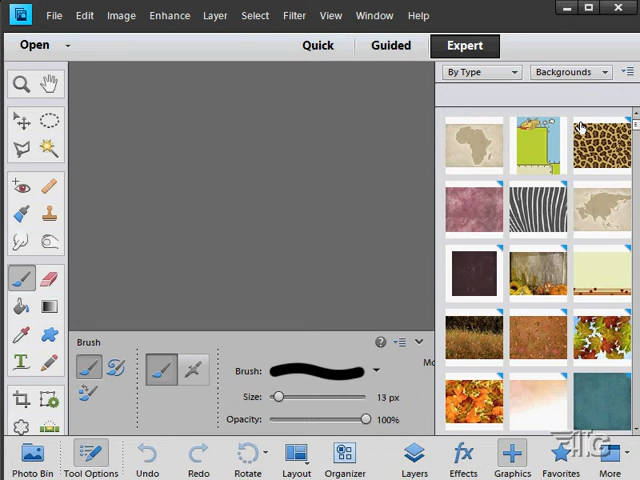 File Edit Image Enhance Layer Select Filter View Window Help
Open Quick Guided Expert
By Type Backgrounds
Brush
Mo
Brush:
Size: 13 px
Opacity: 100%
Photo Bin Tool Options Undo Redo Rotate Layout Organizer Layers Effects Graphics Favorites More